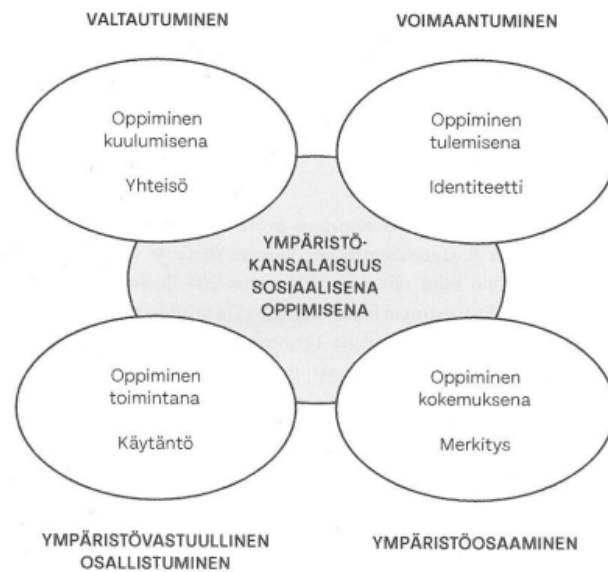 VALTAUTUMINEN
VOIMAANTUMINEN
Oppiminen
kuulumisena
Yhteisö
Oppiminen
tulemisena
Identiteetti
YMPÄRISTÖ-
KANSALAISUUS
SOSIAALISENA
OPPIMISENA
Oppiminen
toimintana
Käytäntö
Oppiminen
kokemuksena
Merkitys
YMPÄRISTÖVASTUULLINEN
OSALLISTUMINEN
YMPÄRISTÖOSAAMINEN